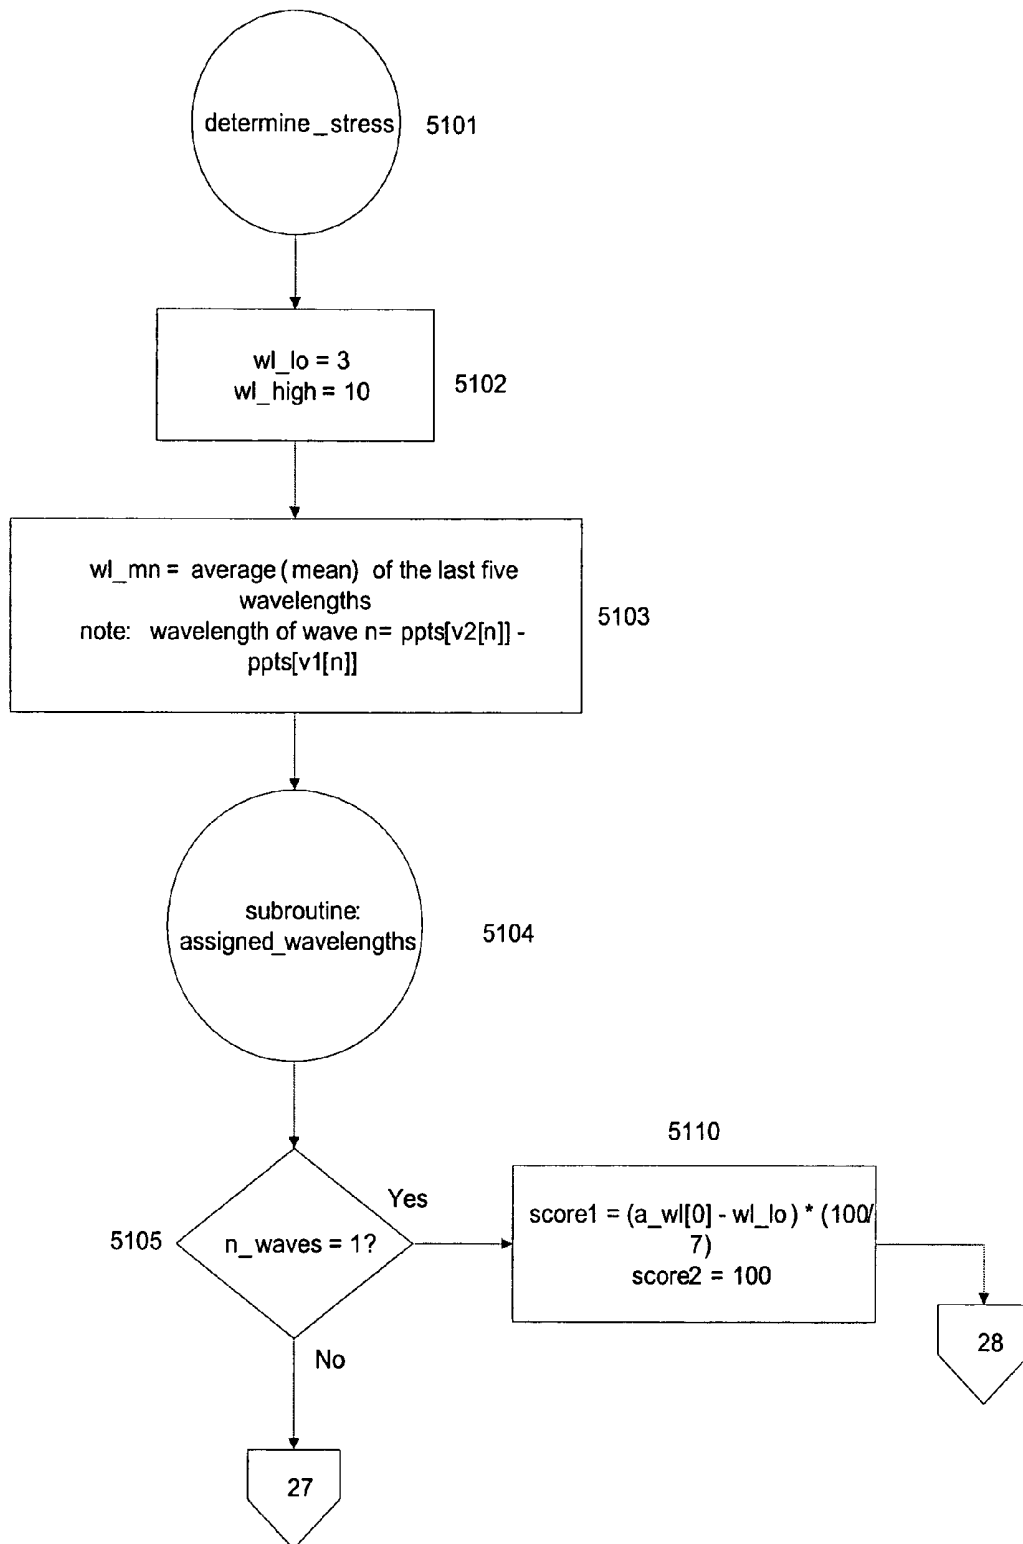 determine_stress
5101
wl_lo = 3
wl_high = 10
5102
wl_mn = average (mean) of the last five
wavelengths
note: wavelength of wave n= ppts[v2[n]] -
ppts[v1[n]]
5103
subroutine:
assigned_wavelengths
5104
5110
Yes
score1 = (a_wl[0] - wl_lo) * (100/
7)
score2 = 100
5105
n_waves = 1?
28
No
27